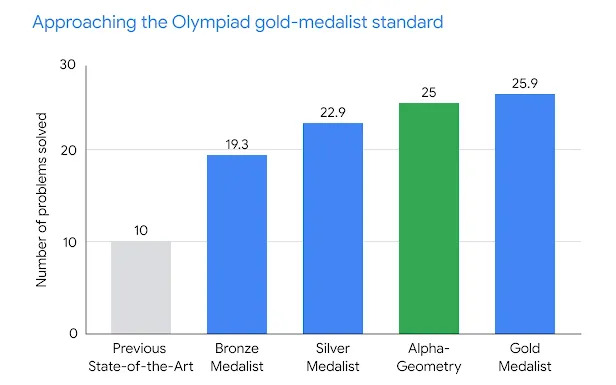 Approaching the Olympiad gold-medalist standard
Number of problems solved
30
20
10
0
10
19.3
22.9
25
25.9
Previous
State-of-the-Art
Bronze
Medalist
Silver
Medalist
Alpha-
Geometry
Gold
Medalist